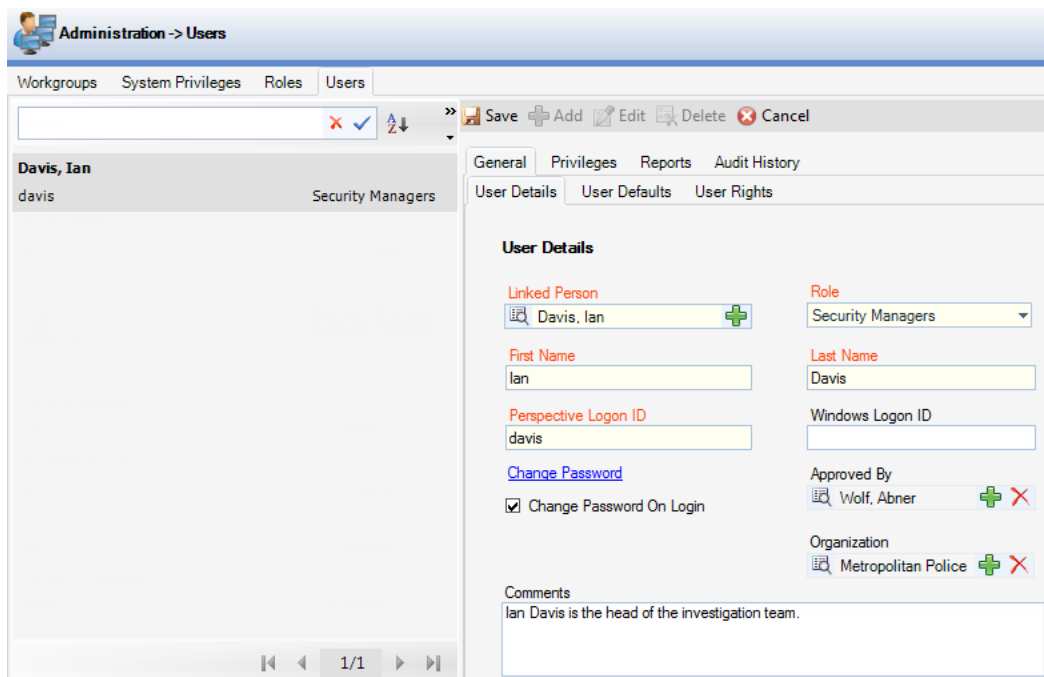 Administration -> Users
Workgroups System Privileges Roles Users
Save Add Edit Delete Cancel
Davis, Ian
davis Security Managers
General Privileges Reports Audit History
User Details User Defaults User Rights
User Details
Linked Person Role
Davis, Ian Security Managers
First Name Last Name
Ian Davis
Perspective Logon ID Windows Logon ID
davis
Change Password Approved By
Change Password On Login Wolf, Abner
Organization
Metropolitan Police
Comments
Ian Davis is the head of the investigation team.
1/1